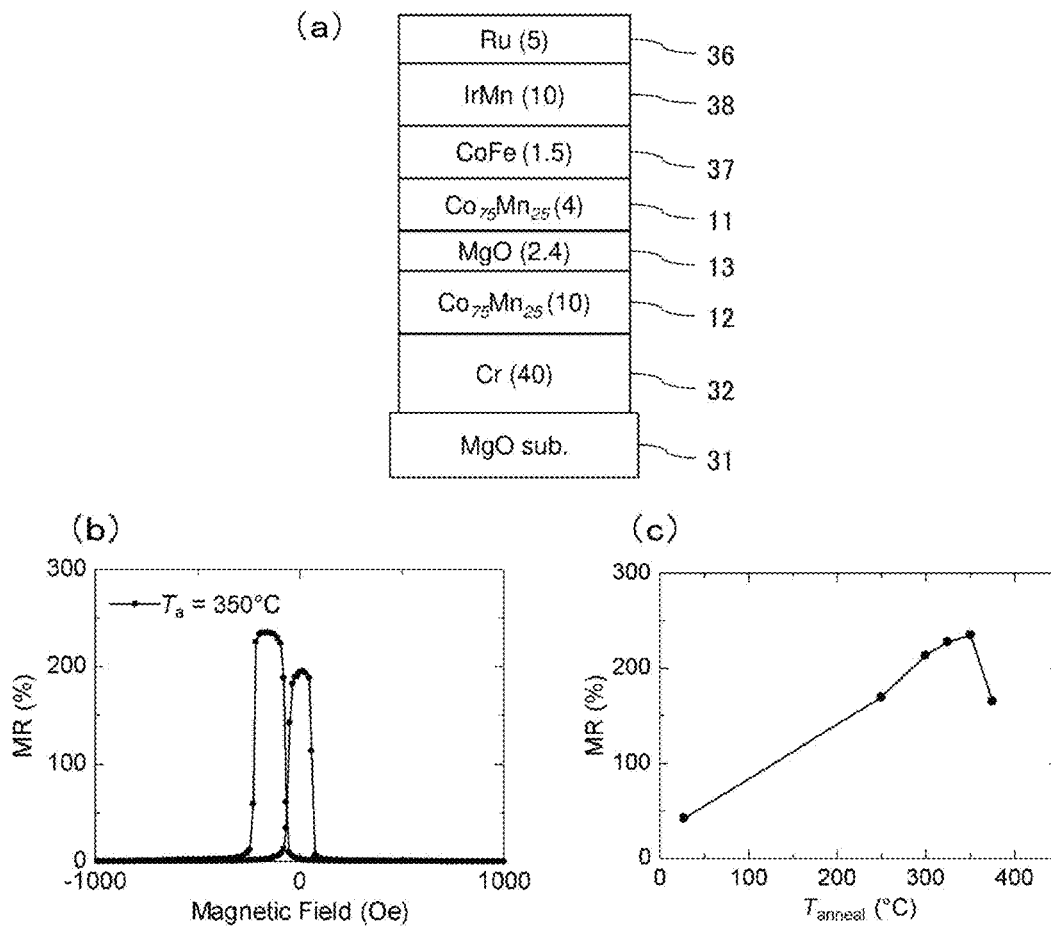 (a)
Ru (5)
36
IrMn (10)
38
CoFe (1.5)
37
Co75Mn25 (4)
11
MgO (2.4)
13
Co75Mn25 (10)
12
Cr (40)
32
MgO sub.
31
(b)
300
200
100
0
MR (%)
Ta = 350°C
-1000 0 1000
Magnetic Field (Oe)
(c)
300
200
100
0
MR (%)
0 100 200 300 400
Tanneal (°C)